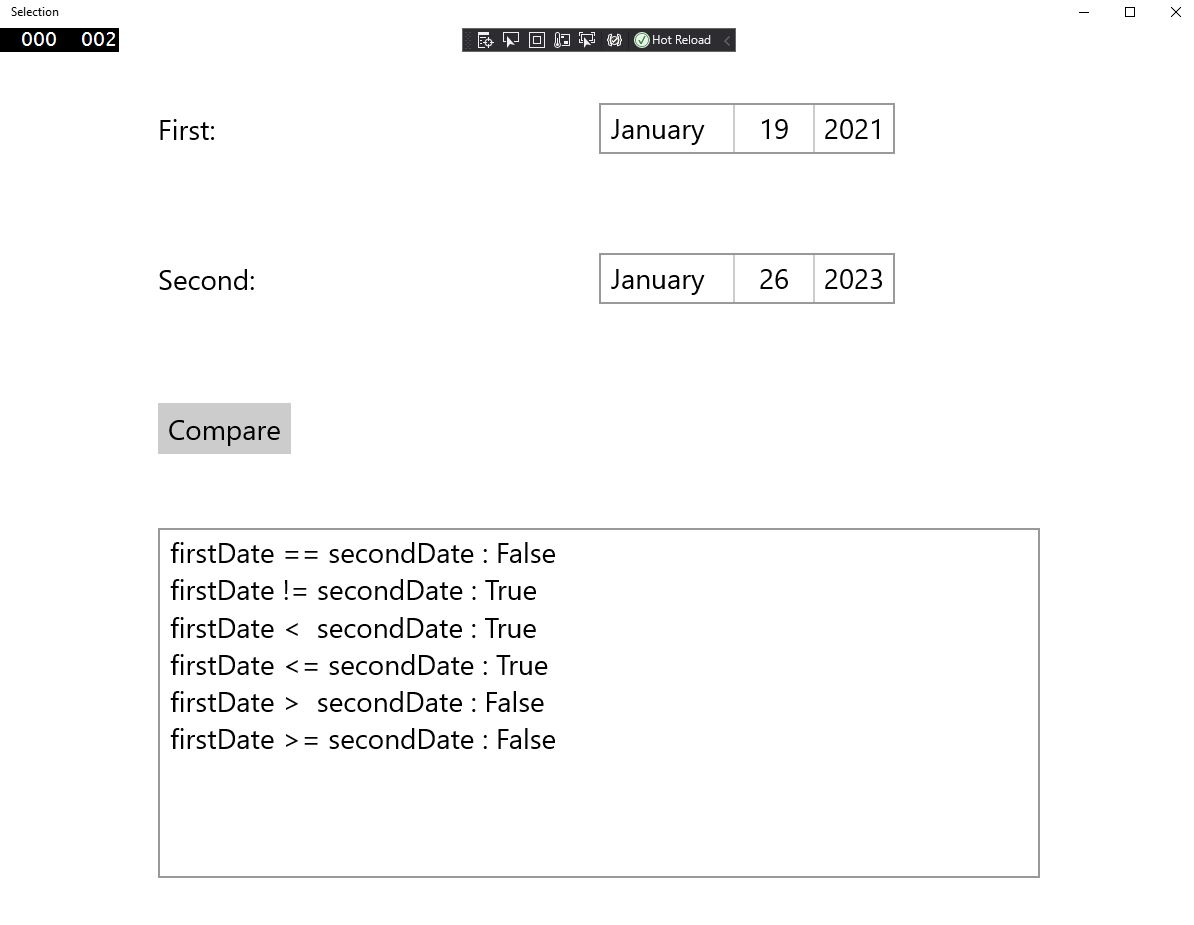 Selection
000 002
Hot Reload
First:
January 19 2021
Second:
January 26 2023
Compare
firstDate == secondDate : False
firstDate != secondDate : True
firstDate <  secondDate : True
firstDate <= secondDate : True
firstDate >  secondDate : False
firstDate >= secondDate : False